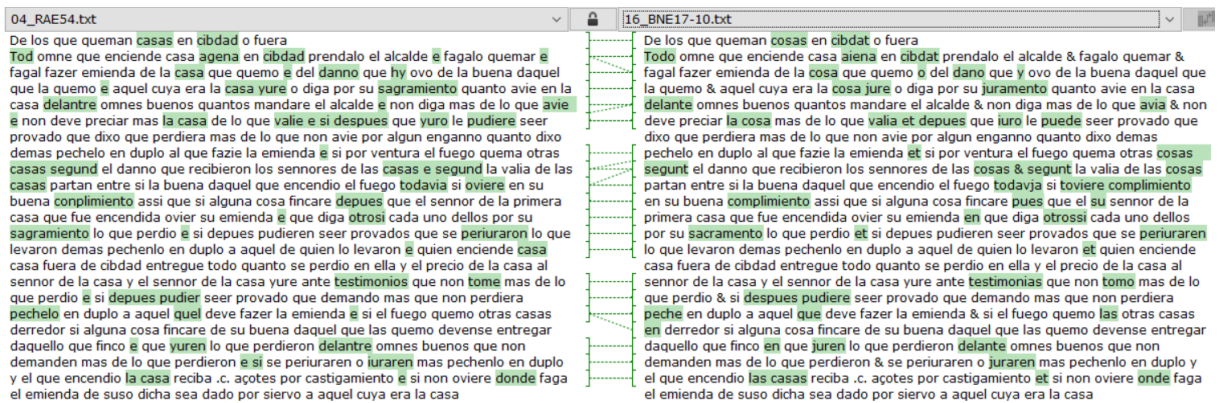 04_RAE54.txt
De los que queman casas en cibdad o fuera
Tod omne que enciende casa agena en cibdad prendalo el alcalde e fagalo quemar e
fagal fazer emienda de la casa que quemo e del danno que hy ovo de la buena daquel
que la quemo e aquel cuya era la casa yure o diga por su sagramiento quanto avie en la
casa delantre omnes buenos quantos mandare el alcalde e non diga mas de lo que avie
e non deve preciar mas la casa de lo que valie e si despues que yuro le pudiere seer
provado que dixo que perdiera mas de lo que non avie por algun enganno quanto dixo
demas pechelo en duplo al que fazie la emienda e si por ventura el fuego quema otras
casas segund el danno que recibieron los sennores de las casas e segund la valia de las
casas partan entre si la buena daquel que encendio el fuego todavia si oviere en su
buena conplimiento assi que si alguna cosa fincare depues que el sennor de la primera
casa que fue encendida ovier su emienda e que diga otrosi cada uno dellos por su
sagramiento lo que perdio e si depues pudieren seer provados que se periuraron lo que
levaron demas pechenlo en duplo a aquel de quien lo levaron e quien enciende casa
casa fuera de cibdad entregue todo quanto se perdio en ella y el precio de la casa al
sennor de la casa y el sennor de la casa yure ante testimonios que non tome mas de lo
que perdio e si depues pudier seer provado que demando mas que non perdiera
pechelo en duplo a aquel quel deve fazer la emienda e si el fuego quemo otras casas
derredor si alguna cosa fincare de su buena daquel que las quemo devense entregar
daquello que finco e que yuren lo que perdieron delantre omnes buenos que non
demanden mas de lo que perdieron e si se periuraren o iuraren mas pechenlo en duplo
y el que encendio la casa reciba .c. açotes por castigamiento e si non oviere donde faga
el emienda de suso dicha sea dado por siervo a aquel cuya era la casa
16_BNE17-10.txt
De los que queman cosas en cibdat o fuera
Todo omne que enciende casa aiena en cibdat prendalo el alcalde & fagalo quemar &
fagal fazer emienda de la cosa que quemo o del dano que y ovo de la buena daquel que
la quemo & aquel cuya era la cosa jure o diga por su juramento quanto avie en la casa
delante omnes buenos quantos mandare el alcalde & non diga mas de lo que avia & non
deve preciar la cosa mas de lo que valia et depues que iuro le puede seer provado que
dixo que perdiera mas de lo que non avie por algun enganno quanto dixo demas
pechelo en duplo al que fazie la emienda et si por ventura el fuego quema otras cosas
segunt el danno que recibieron los sennores de las cosas & segunt la valia de las cosas
partan entre si la buena daquel que encendio el fuego todavja si toviere complimiento
en su buena complimiento assi que si alguna cosa fincare pues que el su sennor de la
primera casa que fue encendida ovier su emienda en que diga otrossi cada uno dellos
por su sacramento lo que perdio et si depues pudieren seer provados que se periuraren
lo que levaron demas pechenlo en duplo a aquel de quien lo levaron et quien enciende
casa fuera de cibdad entregue todo quanto se perdio en ella y el precio de la casa al
sennor de la casa y el sennor de la casa yure ante testimonias que non tomo mas de lo
que perdio & si despues pudiere seer provado que demando mas que non perdiera
peche en duplo a aquel que deve fazer la emienda & si el fuego quemo las otras casas
en derredor si alguna cosa fincare de su buena daquel que las quemo devense entregar
daquello que finco en que juren lo que perdieron delante omnes buenos que non
demanden mas de lo que perdieron & se periuraren o juraren mas pechenlo en duplo y
el que encendio las casas reciba .c. açotes por castigamiento et si non oviere onde faga
el emienda de suso dicha sea dado por siervo a aquel cuya era la casa